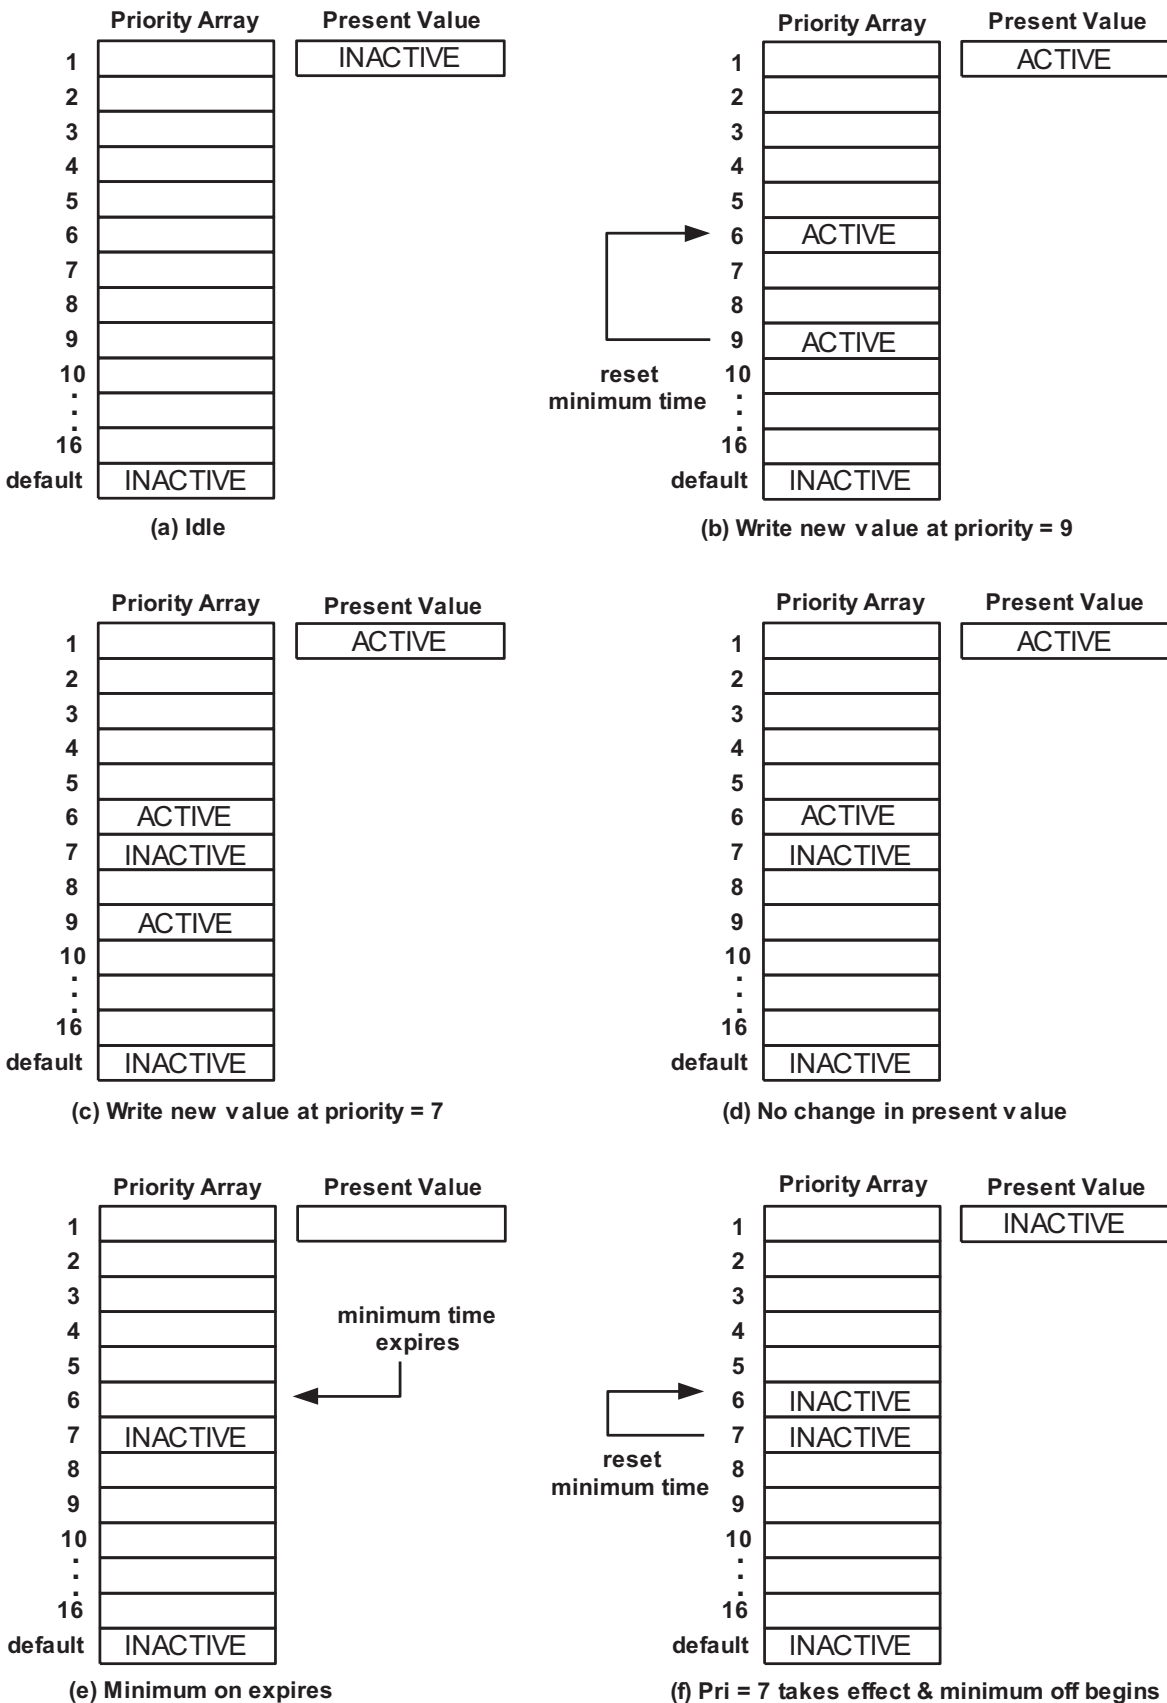 Priority Array Present Value
1 INACTIVE
2
3
4
5
6
7
8
9
10
.
.
.
16
default INACTIVE
(a) Idle
Priority Array Present Value
1 ACTIVE
2
3
4
5
6 ACTIVE
7
8
9 ACTIVE
reset
minimum time
10
.
.
.
16
default INACTIVE
(b) Write new value at priority = 9
Priority Array Present Value
1 ACTIVE
2
3
4
5
6 ACTIVE
7 INACTIVE
8
9 ACTIVE
10
.
.
.
16
default INACTIVE
(c) Write new value at priority = 7
Priority Array Present Value
1 ACTIVE
2
3
4
5
6 ACTIVE
7 INACTIVE
8
9
10
.
.
.
16
default INACTIVE
(d) No change in present value
Priority Array Present Value
1
2
3
4
minimum time
expires
5
6
7 INACTIVE
8
9
10
.
.
.
16
default INACTIVE
(e) Minimum on expires
Priority Array Present Value
1 INACTIVE
2
3
4
5
6 INACTIVE
7 INACTIVE
reset
minimum time
8
9
10
.
.
.
16
default INACTIVE
(f) Pri = 7 takes effect & minimum off begins